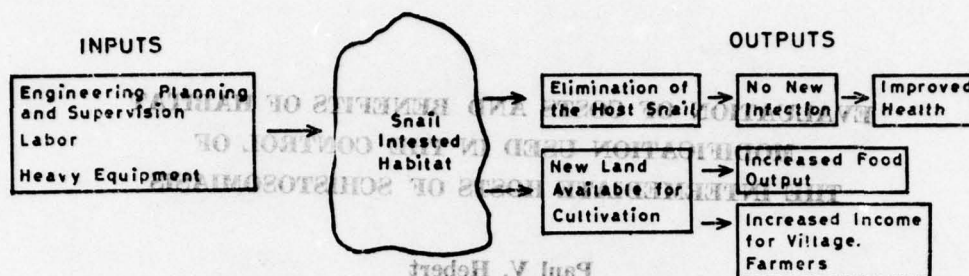 INPUTS
Engineering Planning
and Supervision
Labor
Heavy Equipment
Snail
Infested
Habitat
OUTPUTS
Elimination of
the Host Snail
No New
Infection
Improved
Health
New Land
Available for
Cultivation
Increased Food
Output
Increased Income
for Village.
Farmers
EVALUATION OF COSTS AND BENEFITS OF HABITAT
MODIFICATION USED IN THE CONTROL OF
THE INTERMEDIATE HOSTS OF SCHISTOSOMIASIS
Paul V. Hebert